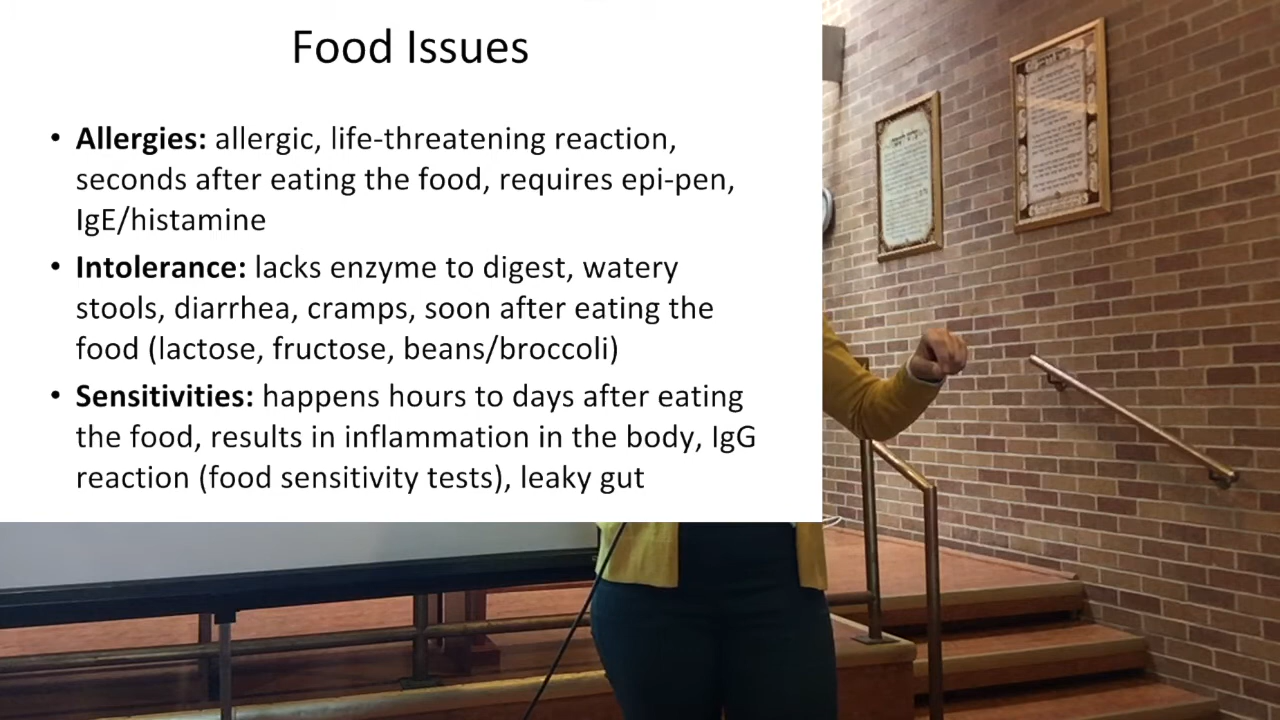 Food Issues
• Allergies: allergic, life-threatening reaction,
seconds after eating the food, requires epi-pen,
IgE/histamine
• Intolerance: lacks enzyme to digest, watery
stools, diarrhea, cramps, soon after eating the
food (lactose, fructose, beans/broccoli)
• Sensitivities: happens hours to days after eating
the food, results in inflammation in the body, IgG
reaction (food sensitivity tests), leaky gut